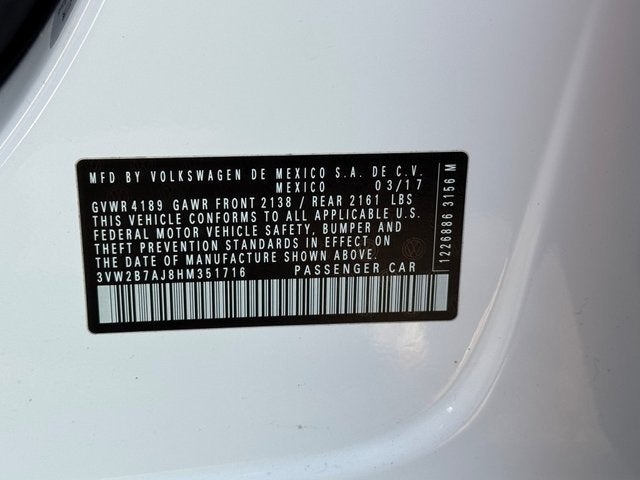 MFD BY VOLKSWAGEN DE MEXICO S.A. DE C.V.
MEXICO 03/17
GVWR 4189 GAWR FRONT 2138 / REAR 2161 LBS
THIS VEHICLE CONFORMS TO ALL APPLICABLE U.S.
FEDERAL MOTOR VEHICLE SAFETY, BUMPER AND
THEFT PREVENTION STANDARDS IN EFFECT ON
THE DATE OF MANUFACTURE SHOWN ABOVE.
3VW2B7AJ8HM351716 PASSENGER CAR
1226886 3156 M